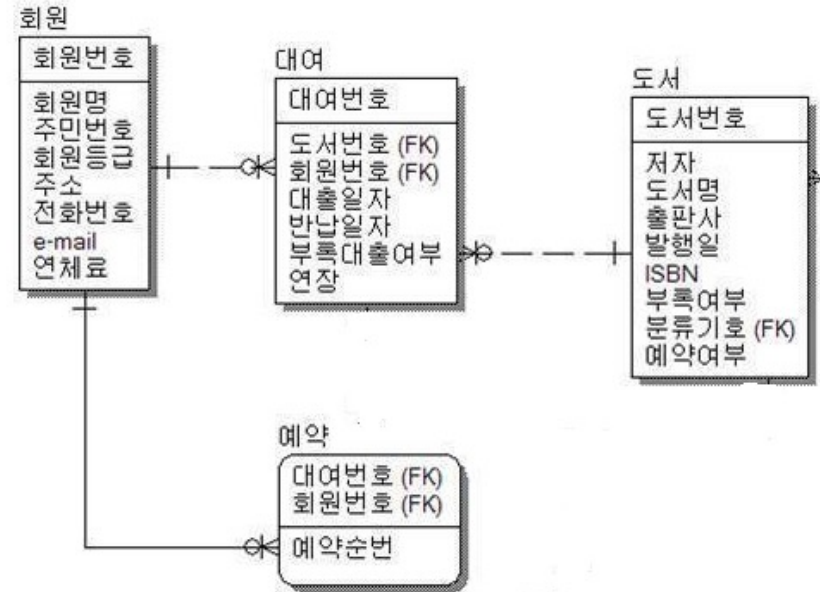 회원
회원번호
회원명
주민번호
회원등급
주소
전화번호
e-mail
연체료
대여
대여번호
도서번호 (FK)
회원번호 (FK)
대출일자
반납일자
부록대출여부
연장
도서
도서번호
저자
도서명
출판사
발행일
ISBN
부록여부
분류기호 (FK)
예약여부
예약
대여번호 (FK)
회원번호 (FK)
예약순번